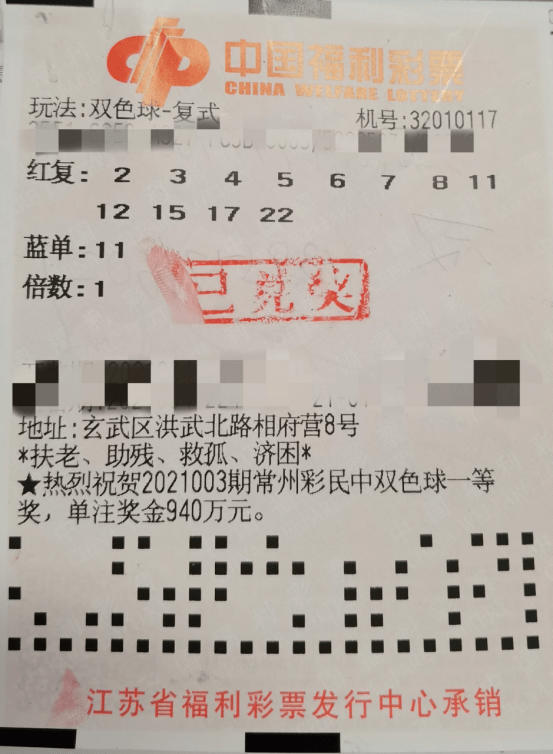 中国福利彩票
CHINA WELFARE LOTTERY
玩法:双色球-复式
机号:32010117
红复: 2 3 4 5 6 7 8 11
12 15 17 22
蓝单:11
倍数:1
已兑奖
地址:玄武区洪武北路相府营8号
*扶老、助残、救孤、济困*
★热烈祝贺2021003期常州彩民中双色球一等
奖，单注奖金940万元。
江苏省福利彩票发行中心承销